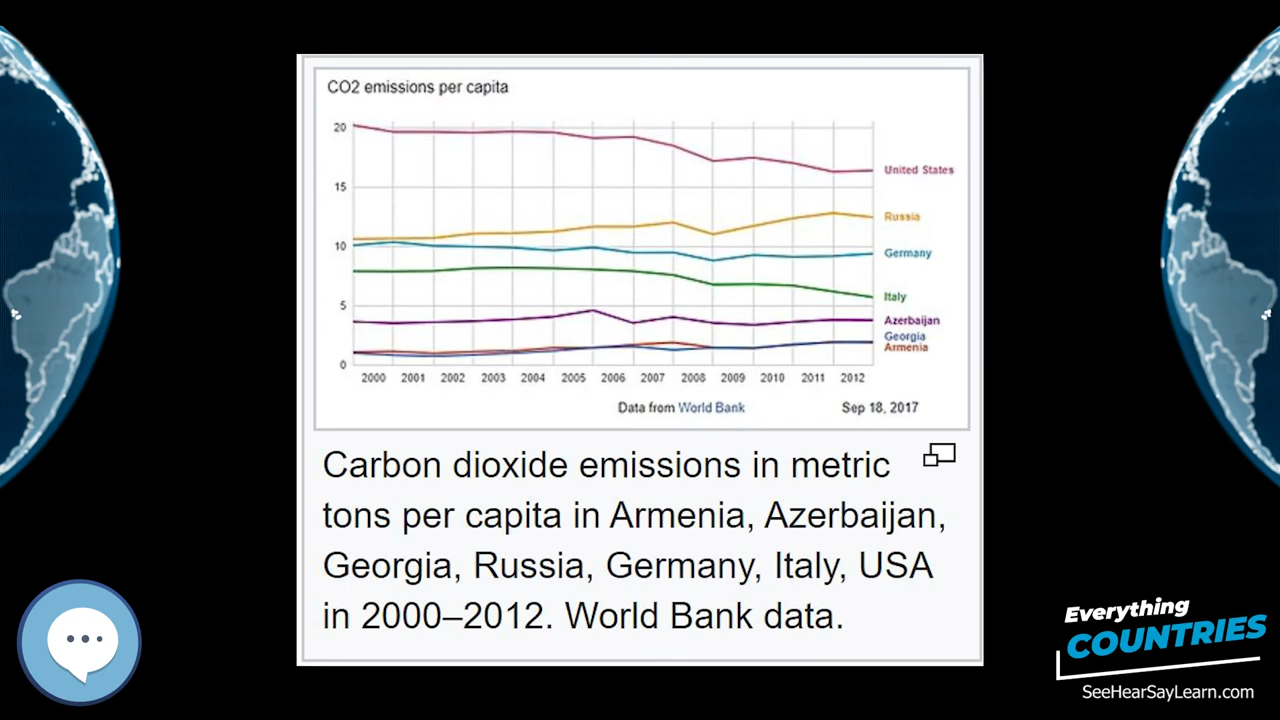 CO2 emissions per capita
20
15
10
5
0
United States
Russia
Germany
Italy
Azerbaijan
Georgia
Armenia
2000 2001 2002 2003 2004 2005 2006 2007 2008 2009 2010 2011 2012
Data from World Bank Sep 18, 2017
Carbon dioxide emissions in metric
tons per capita in Armenia, Azerbaijan,
Georgia, Russia, Germany, Italy, USA
in 2000–2012. World Bank data.
Everything
COUNTRIES
SeeHearSayLearn.com